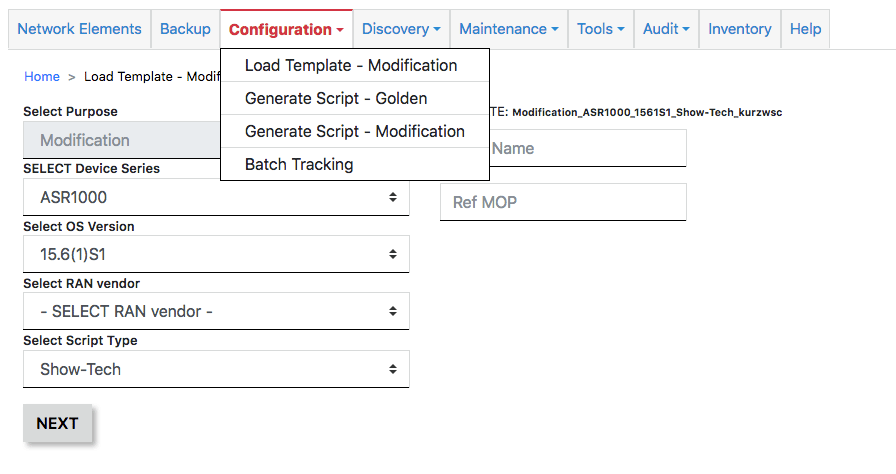 Network Elements Backup Configuration Discovery Maintenance Tools Audit Inventory Help
Load Template - Modification
Generate Script - Golden
Generate Script - Modification
Batch Tracking
Home > Load Template - Modif
Select Purpose
Modification
SELECT Device Series
ASR1000
Select OS Version
15.6(1)S1
Select RAN vendor
- SELECT RAN vendor -
Select Script Type
Show-Tech
NEXT
TE: Modification_ASR1000_1561S1_Show-Tech_kurzwsc
Name
Ref MOP